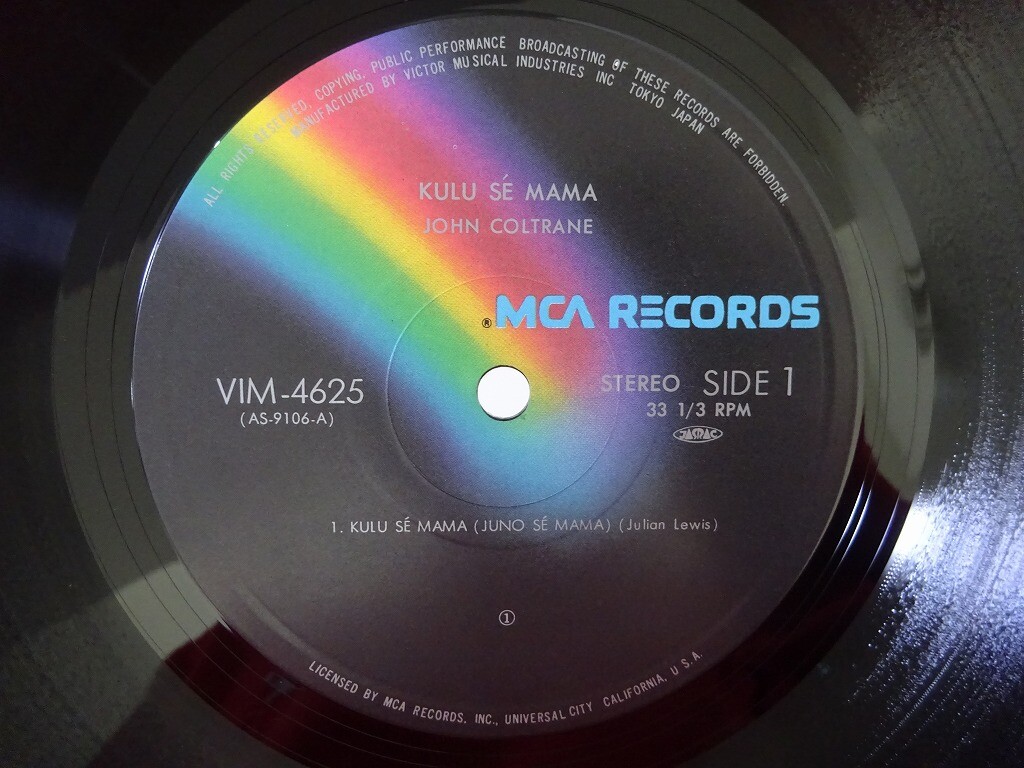 ALL RIGHTS RESERVED, COPYING, PUBLIC PERFORMANCE BROADCASTING OF THESE RECORDS ARE FORBIDDEN.
MANUFACTURED BY VICTOR MUSICAL INDUSTRIES INC TOKYO JAPAN
KULU SÉ MAMA
JOHN COLTRANE
® MCA RECORDS
VIM-4625
(AS-9106-A)
STEREO SIDE 1
33 1/3 RPM
JASRAC
1. KULU SÉ MAMA (JUNO SÉ MAMA) (Julian Lewis)
①
LICENSED BY MCA RECORDS, INC., UNIVERSAL CITY CALIFORNIA, U.S.A.